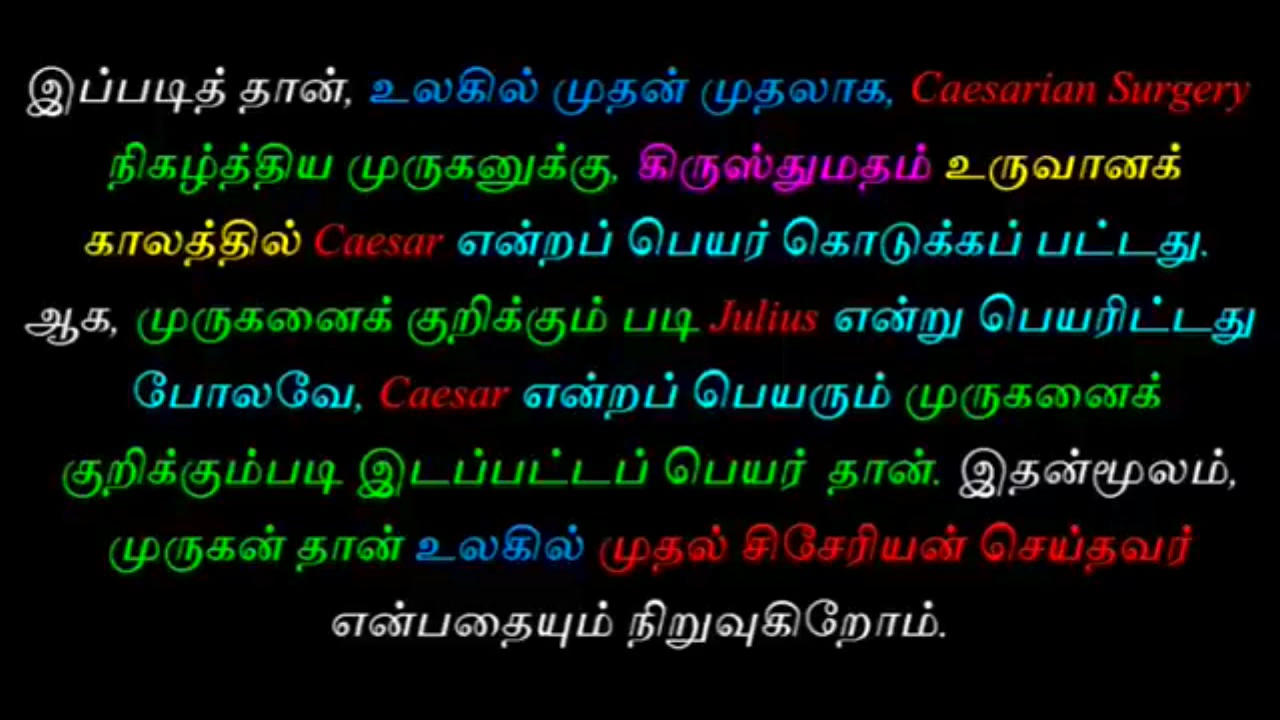 இப்படித் தான், உலகில் முதன் முதலாக, Caesarian Surgery
நிகழ்த்திய முருகனுக்கு, கிருஸ்துமதம் உருவானக்
காலத்தில் Caesar என்றப் பெயர் கொடுக்கப் பட்டது.
ஆக, முருகனைக் குறிக்கும் படி Julius என்று பெயரிட்டது
போலவே, Caesar என்றப் பெயரும் முருகனைக்
குறிக்கும்படி இடப்பட்டப் பெயர் தான். இதன்மூலம்,
முருகன் தான் உலகில் முதல் சிசேரியன் செய்தவர்
என்பதையும் நிறுவுகிறோம்.